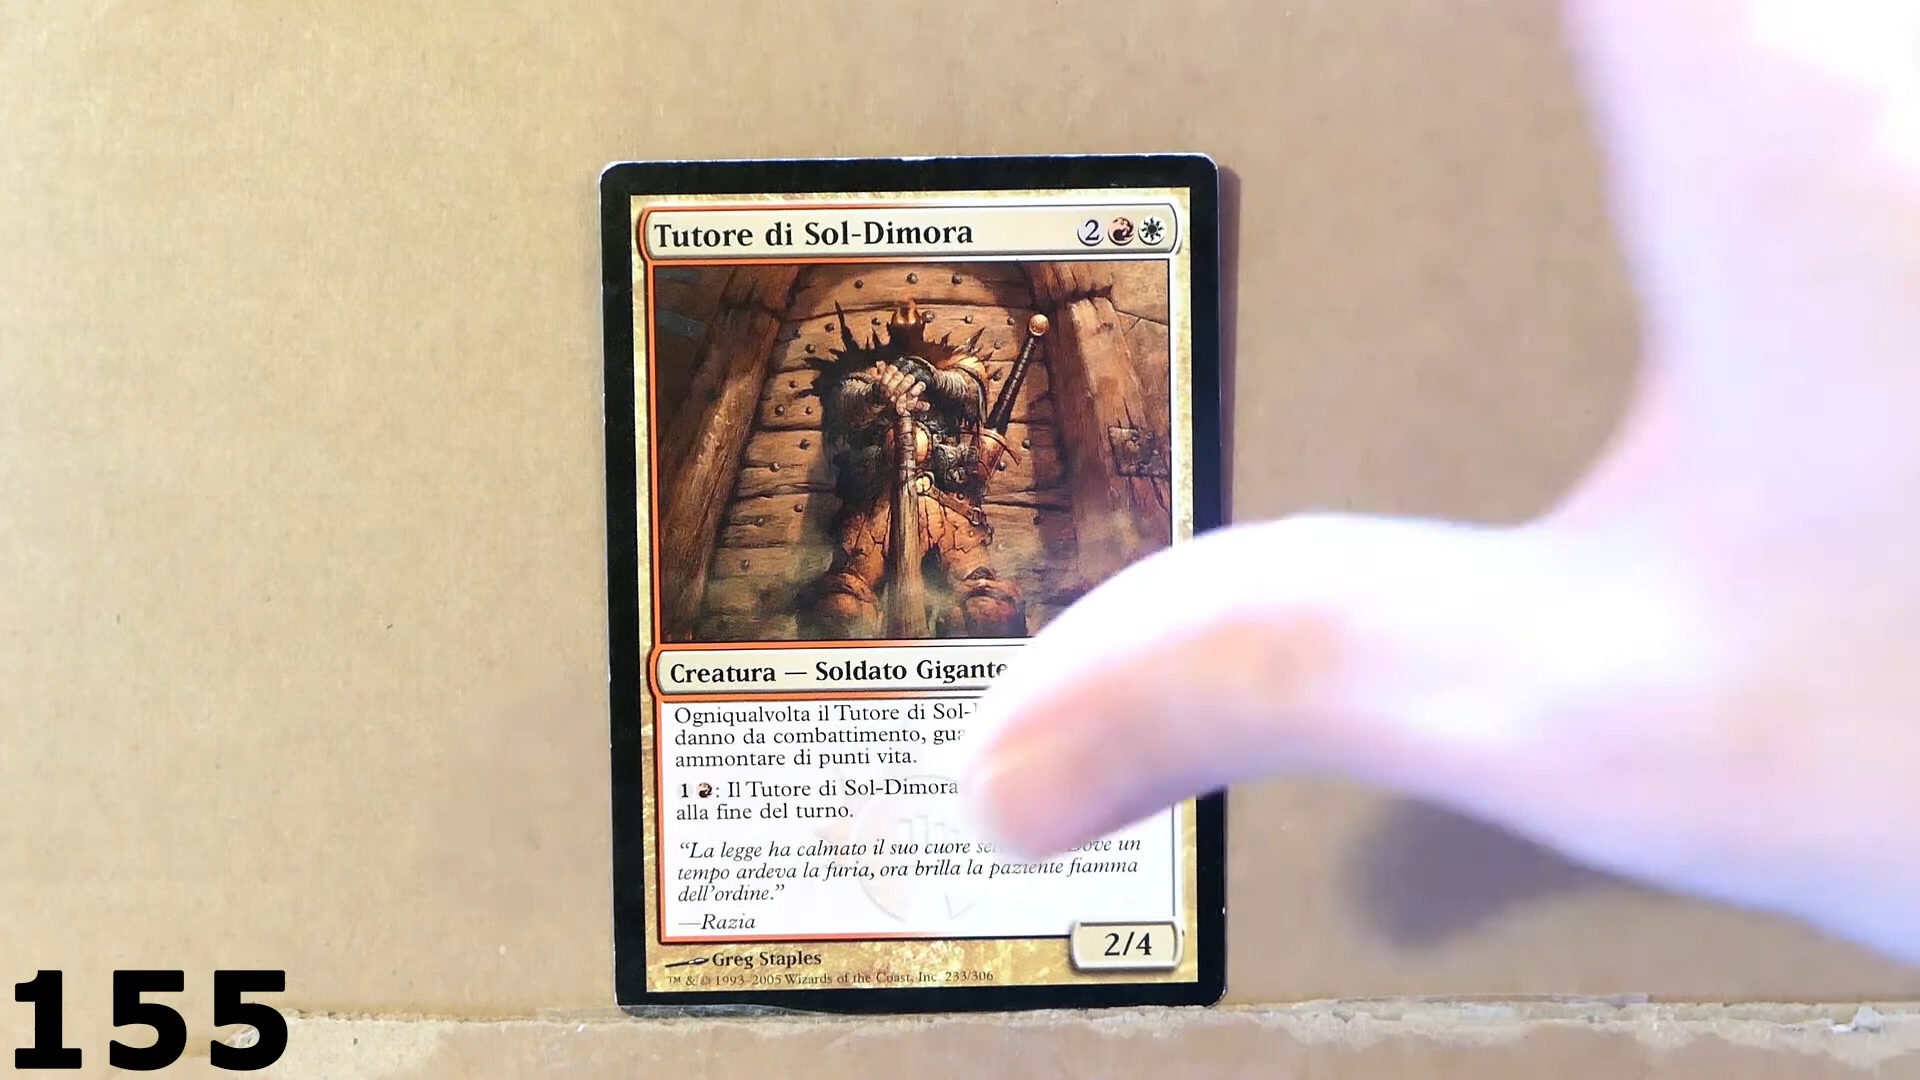 Tutore di Sol-Dimora 2
Creatura — Soldato Gigante
Ogniqualvolta il Tutore di Sol-
danno da combattimento,
ammontare di punti vita.
1 : Il Tutore di Sol-Dimora
alla fine del turno.
“La legge ha calmato il suo cuore Dove un
tempo ardeva la furia, ora brilla la paziente fiamma
dell’ordine.”
—Razia
2/4
Greg Staples
™ & © 1993-2005 Wizards of the Coast, Inc. 233/306
155